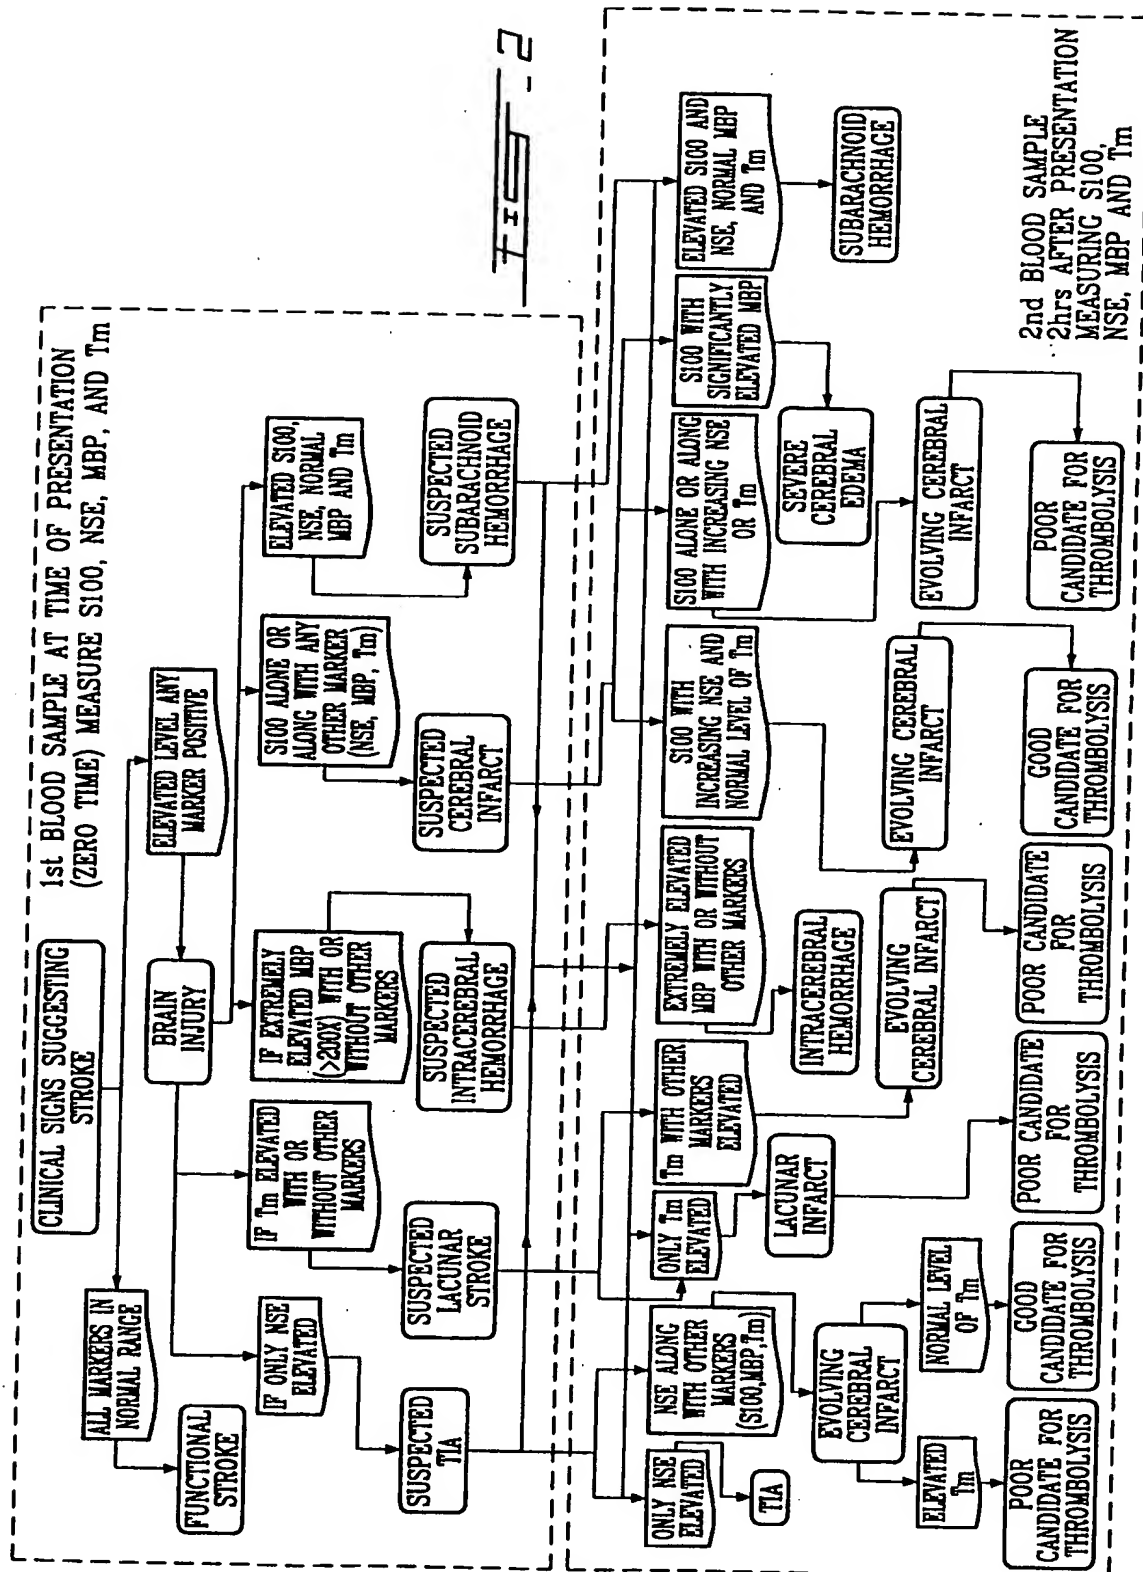 1st BLOOD SAMPLE AT TIME OF PRESENTATION
(ZERO TIME) MEASURE S100, NSE, MBP, AND Tm
CLINICAL SIGNS SUGGESTING
STROKE
ALL MARKERS IN
NORMAL RANGE
ELEVATED LEVEL ANY
MARKER POSITIVE
FUNCTIONAL
STROKE
BRAIN
INJURY
IF ONLY NSE
ELEVATED
IF Tm ELEVATED
WITH OR
WITHOUT OTHER
MARKERS
IF EXTREMELY
ELEVATED MBP
(>200X) WITH OR
WITHOUT OTHER
MARKERS
S100 ALONE OR
ALONG WITH ANY
OTHER MARKER
(NSE, MBP, Tm)
ELEVATED S100,
NSE, NORMAL
MBP AND Tm
SUSPECTED
TIA
SUSPECTED
LACUNAR
STROKE
SUSPECTED
INTRACEREBRAL
HEMORRHAGE
SUSPECTED
CEREBRAL
INFARCT
SUSPECTED
SUBARACHNOID
HEMORRHAGE
FIG - 2
ONLY NSE
ELEVATED
NSE ALONG
WITH OTHER
MARKERS
(S100,MBP,Tm)
ONLY Tm
ELEVATED
Tm WITH OTHER
MARKERS
ELEVATED
EXTREMELY ELEVATED
MBP WITH OR WITHOUT
OTHER MARKERS
S100 WITH
INCREASING NSE AND
NORMAL LEVEL OF Tm
S100 ALONE OR ALONG
WITH INCREASING NSE
OR Tm
S100 WITH
SIGNIFICANTLY
ELEVATED MBP
ELEVATED S100 AND
NSE, NORMAL MBP
AND Tm
TIA
EVOLVING
CEREBRAL
INFARCT
LACUNAR
INFARCT
INTRACEREBRAL
HEMORRHAGE
SEVERE
CEREBRAL
EDEMA
SUBARACHNOID
HEMORRHAGE
ELEVATED
Tm
NORMAL LEVEL
OF Tm
EVOLVING
CEREBRAL INFARCT
EVOLVING CEREBRAL
INFARCT
EVOLVING CEREBRAL
INFARCT
POOR
CANDIDATE FOR
THROMBOLYSIS
GOOD
CANDIDATE FOR
THROMBOLYSIS
POOR CANDIDATE
FOR
THROMBOLYSIS
POOR CANDIDATE
FOR
THROMBOLYSIS
GOOD
CANDIDATE FOR
THROMBOLYSIS
POOR
CANDIDATE FOR
THROMBOLYSIS
2nd BLOOD SAMPLE
2hrs AFTER PRESENTATION
MEASURING S100,
NSE, MBP AND Tm